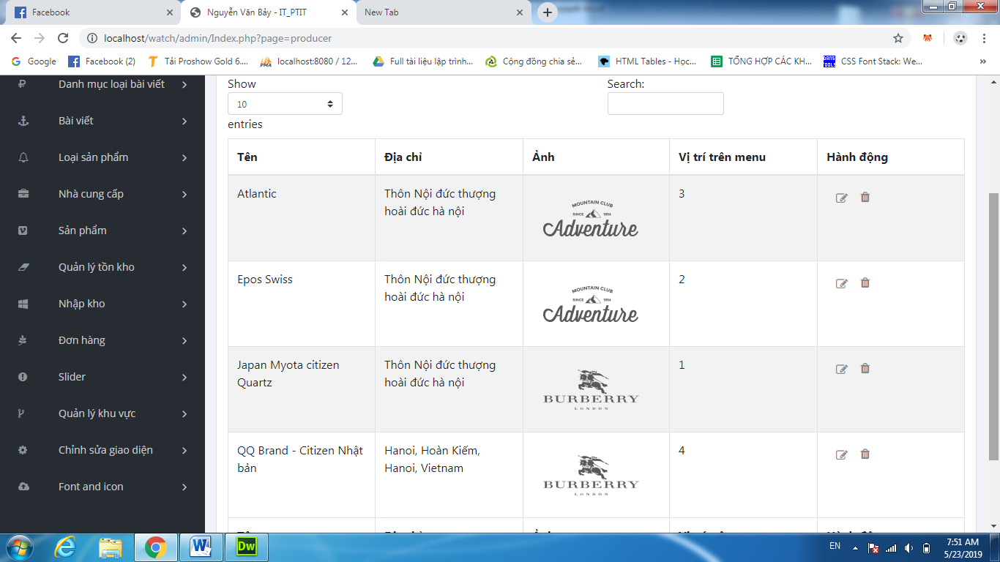 Facebook
Nguyễn Văn Bảy - IT_PTIT
New Tab
localhost/watch/admin/Index.php?page=producer
Google
Facebook (2)
Tải Proshow Gold 6....
localhost:8080 / 12...
Full tài liệu lập trình...
Cộng đồng chia sẻ...
HTML Tables - Học...
TỔNG HỢP CÁC KH...
CSS Font Stack: We...
Danh mục loại bài viết
Bài viết
Loại sản phẩm
Nhà cung cấp
Sản phẩm
Quản lý tồn kho
Nhập kho
Đơn hàng
Slider
Quản lý khu vực
Chỉnh sửa giao diện
Font and icon
Show
10
entries
Search:
Tên
Địa chỉ
Ảnh
Vị trí trên menu
Hành động
Atlantic
Thôn Nội đức thượng
hoài đức hà nội
MOUNTAIN CLUB
SINCE 1954
Adventure
3
Epos Swiss
Thôn Nội đức thượng
hoài đức hà nội
MOUNTAIN CLUB
SINCE 1954
Adventure
2
Japan Myota citizen
Quartz
Thôn Nội đức thượng
hoài đức hà nội
BURBERRY
LONDON
1
QQ Brand - Citizen Nhật
bản
Hanoi, Hoàn Kiếm,
Hanoi, Vietnam
BURBERRY
LONDON
4
EN
7:51 AM
5/23/2019